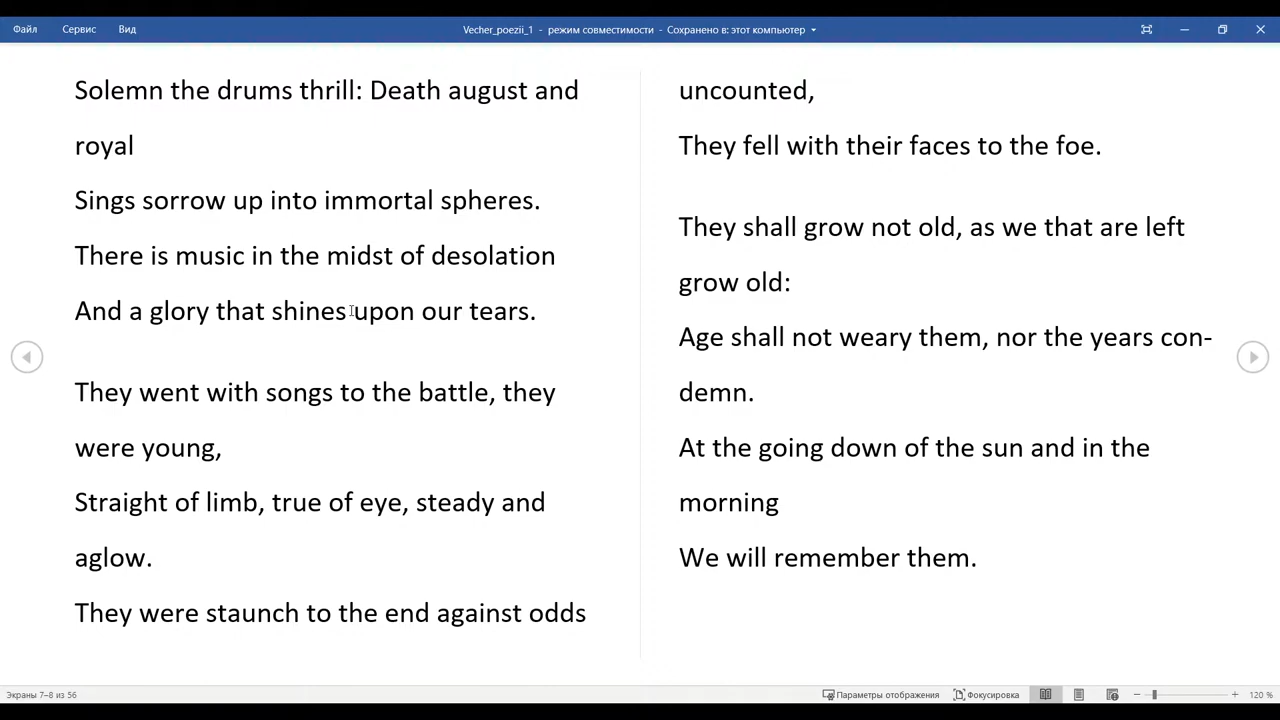 Файл Сервис Вид Vecher_poezii_1 - режим совместимости - Сохранено в: этот компьютер
Solemn the drums thrill: Death august and
royal
Sings sorrow up into immortal spheres.
There is music in the midst of desolation
And a glory that shines upon our tears.
They went with songs to the battle, they
were young,
Straight of limb, true of eye, steady and
aglow.
They were staunch to the end against odds
uncounted,
They fell with their faces to the foe.
They shall grow not old, as we that are left
grow old:
Age shall not weary them, nor the years con-
demn.
At the going down of the sun and in the
morning
We will remember them.
Экраны 7–8 из 56 Параметры отображения Фокусировка 120 %